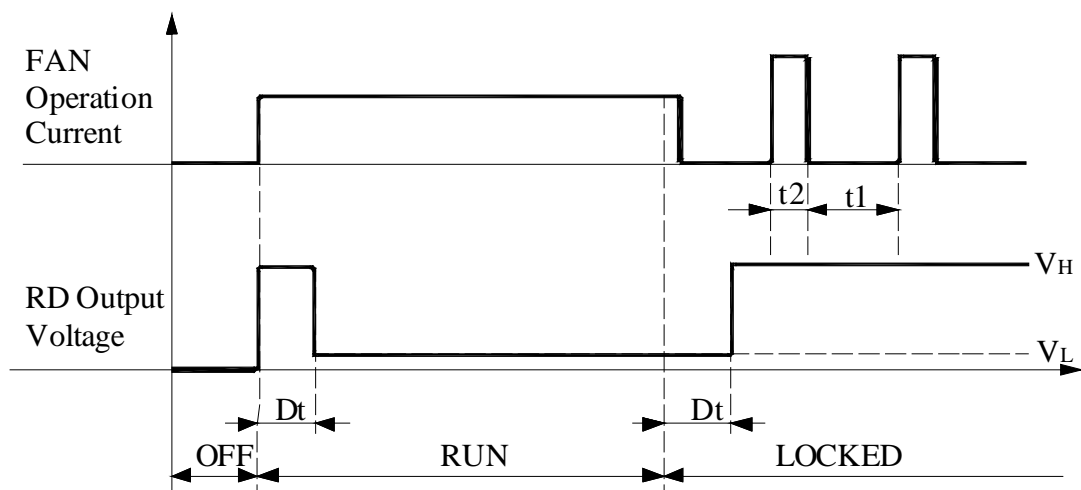 FAN
Operation
Current
t2
t1
VH
RD Output
Voltage
VL
Dt
Dt
OFF
RUN
LOCKED